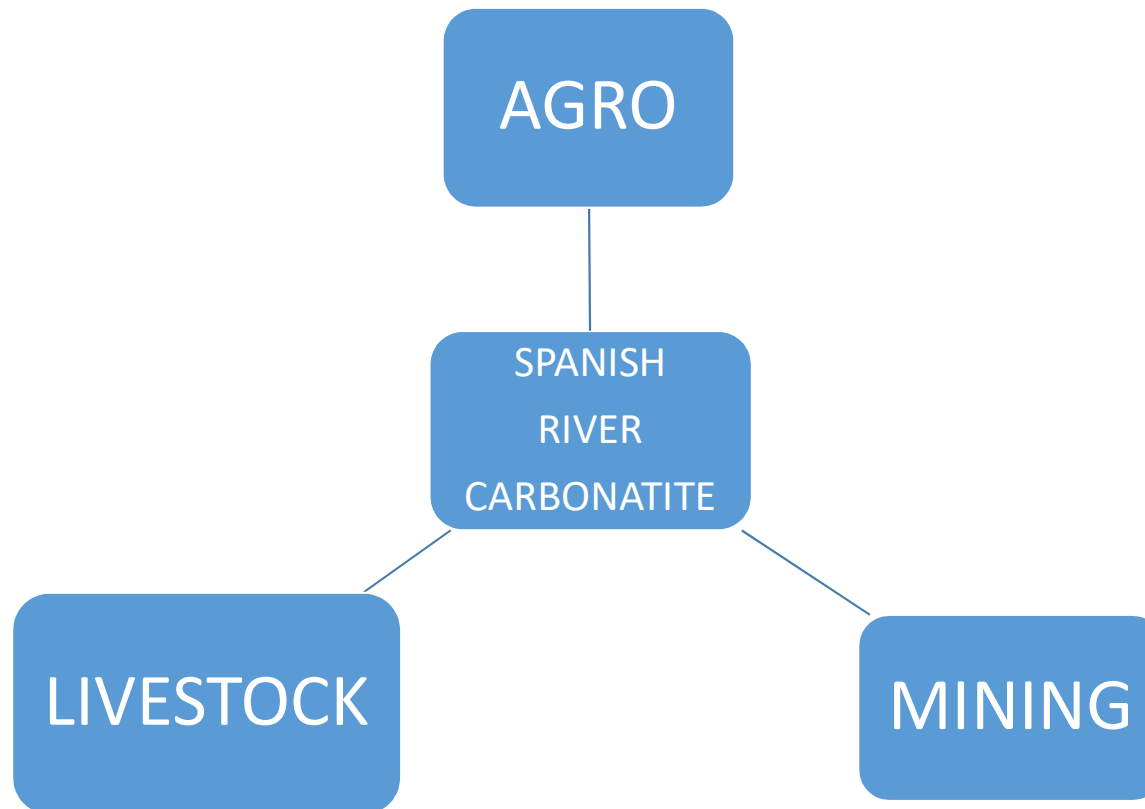 AGRO
SPANISH
RIVER
CARBONATITE
LIVESTOCK
MINING